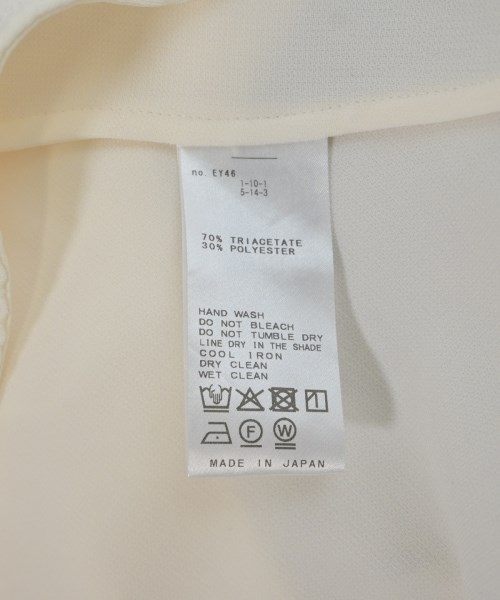 no. EY46
1-10-1
5-14-3
70% TRIACETATE
30% POLYESTER
HAND WASH
DO NOT BLEACH
DO NOT TUMBLE DRY
LINE DRY IN THE SHADE
COOL IRON
DRY CLEAN
WET CLEAN
F W
MADE IN JAPAN